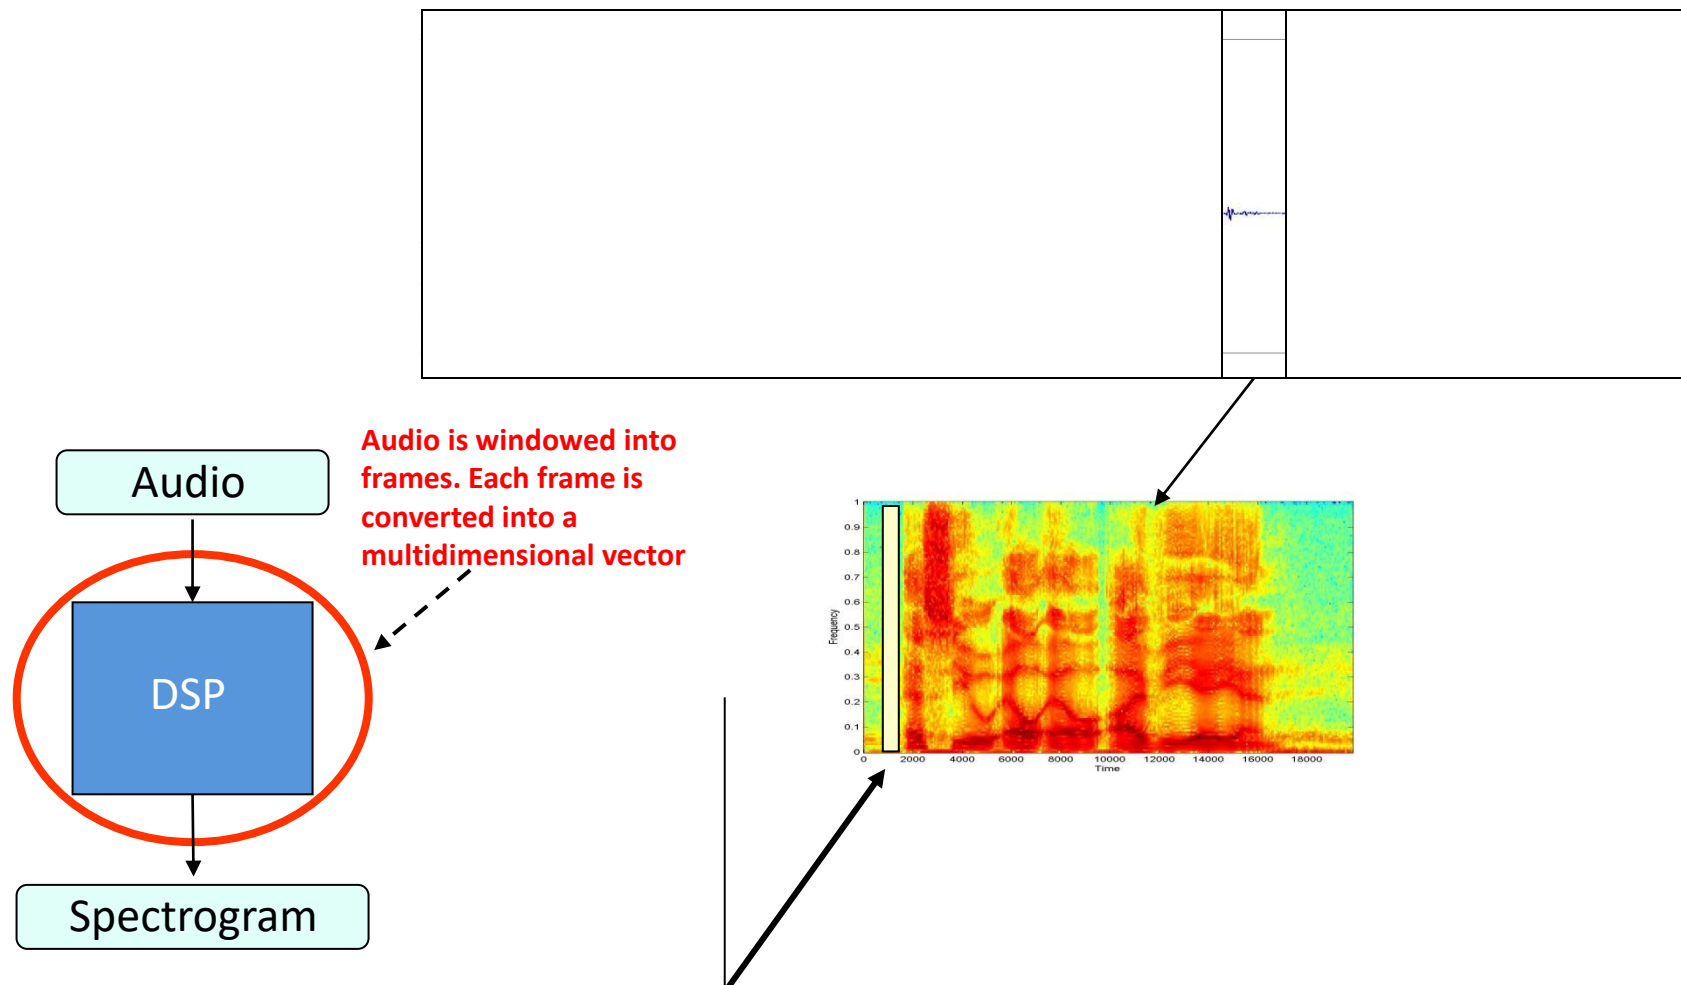 Audio is windowed into
frames. Each frame is
converted into a
multidimensional vector
Audio
DSP
Spectrogram
1
0.9
0.8
0.7
0.6
0.5
0.4
0.3
0.2
0.1
0
Frequency
0 2000 4000 6000 8000 10000 12000 14000 16000 18000
Time